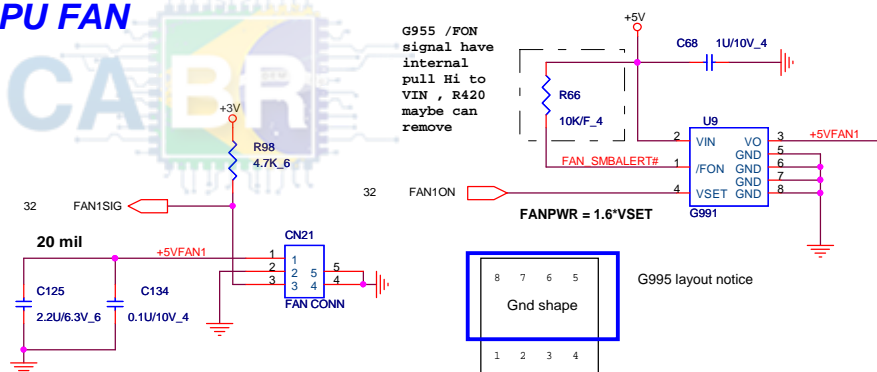 PU FAN
CA BR
G955 /FON
signal have
internal
pull Hi to
VIN , R420
maybe can
remove
+5V
C68 1U/10V_4
R66
10K/F_4
U9
2 VIN VO 3 +5VFAN1
GND 5
FAN_SMBALERT# 1 /FON GND 6
GND 7
32 FAN1ON 4 VSET GND 8
G991
FANPWR = 1.6*VSET
+3V
R98
4.7K_6
32 FAN1SIG
20 mil
+5VFAN1
CN21
1 1
2 2 5 5
3 3 4 4
FAN CONN
C125
2.2U/6.3V_6
C134
0.1U/10V_4
G995 layout notice
8 7 6 5
Gnd shape
1 2 3 4